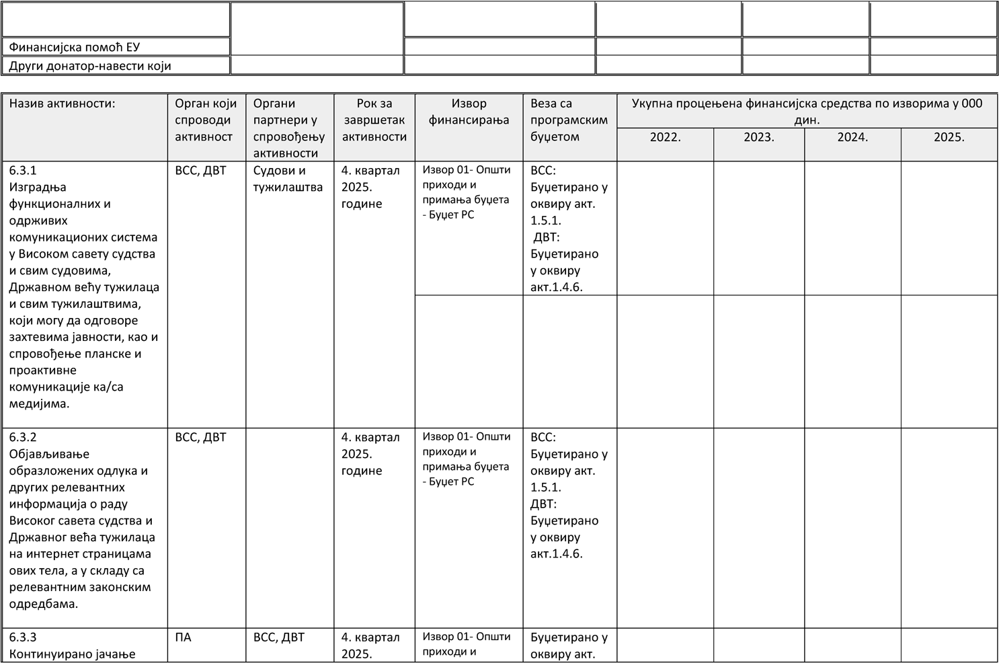 Финансијска помоћ ЕУ
Други донатор-навести који
Назив активности:
Орган који
спроводи
активност
Органи
партнери у
спровођењу
активности
Рок за
завршетак
активности
Извор
финансирања
Веза са
програмским
буџетом
Укупна процењена финансијска средства по изворима у 000
дин.
2022.
2023.
2024.
2025.
6.3.1
Изградња
функционалних и
одрживих
комуникационих система
у Високом савету судства
и свим судовима,
Државном већу тужилаца
и свим тужилаштвима,
који могу да одговоре
захтевима јавности, као и
спровођење планске и
проактивне
комуникације ка/са
медијима.
ВСС, ДВТ
Судови и
тужилаштва
4. квартал
2025.
године
Извор 01- Општи
приходи и
примања буџета
- Буџет РС
ВСС:
Буџетирано у
оквиру акт.
1.5.1.
ДВТ:
Буџетирано
у оквиру
акт.1.4.6.
6.3.2
Објављивање
образложених одлука и
других релевантних
информација о раду
Високог савета судства и
Државног већа тужилаца
на интернет страницама
ових тела, а у складу са
релевантним законским
одредбама.
ВСС, ДВТ
4. квартал
2025.
године
Извор 01- Општи
приходи и
примања буџета
- Буџет РС
ВСС:
Буџетирано у
оквиру акт.
1.5.1.
ДВТ:
Буџетирано
у оквиру
акт.1.4.6.
6.3.3
Континуирано јачање
ПА
ВСС, ДВТ
4. квартал
2025.
Извор 01- Општи
приходи и
Буџетирано у
оквиру акт.